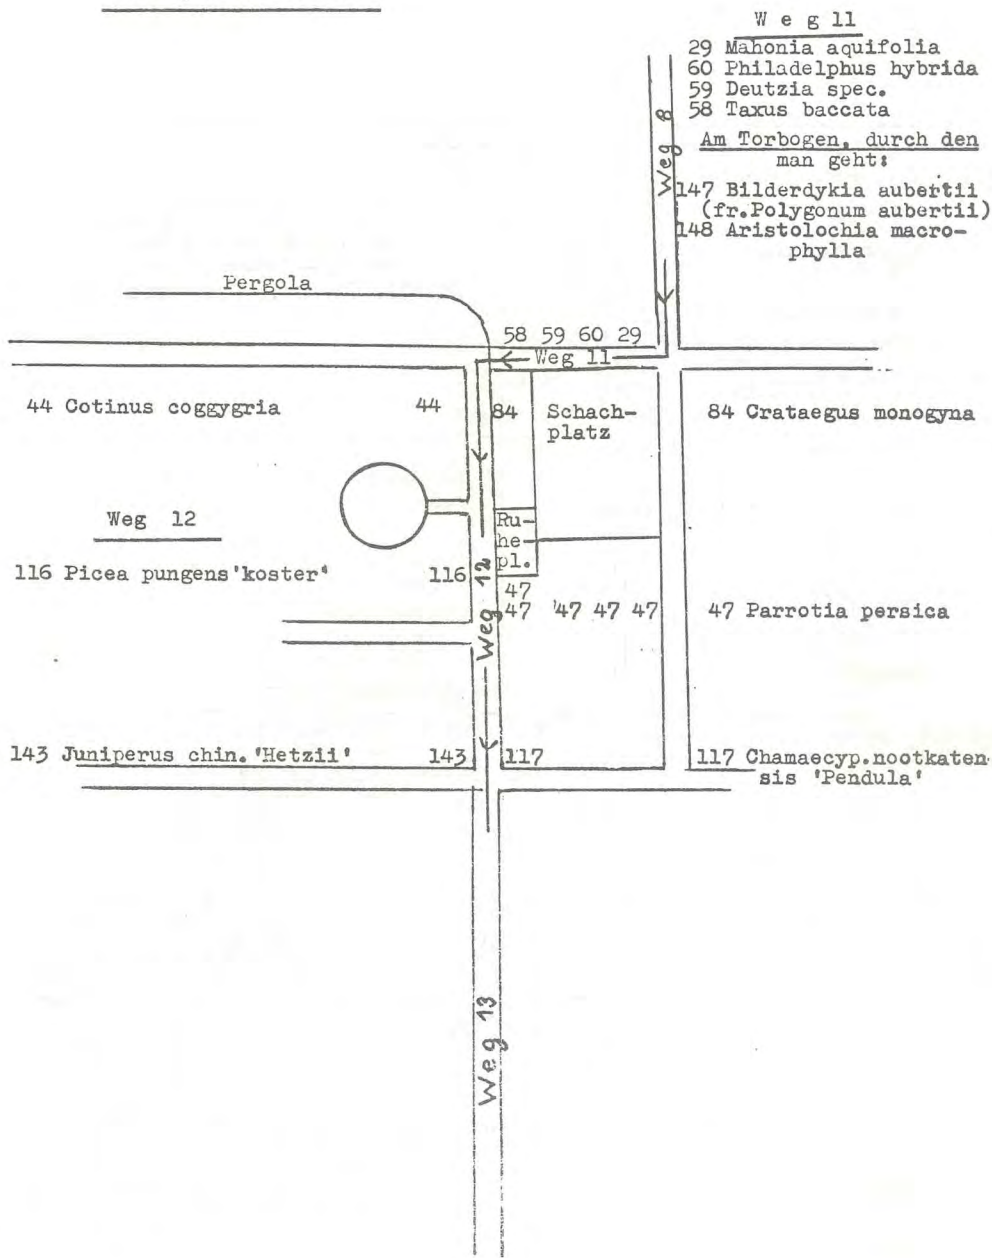 W e g 11
29 Mahonia aquifolia
60 Philadelphus hybrida
59 Deutzia spec.
58 Taxus baccata
Am Torbogen, durch den
man geht:
147 Bilderdykia aubertii
(fr.Polygonum aubertii)
148 Aristolochia macro-
phylla
Weg 8
Pergola
58 59 60 29
Weg 11
44 Cotinus coggygria
44
84
Schach-
platz
84 Crataegus monogyna
Weg 12
Ru-
he-
pl.
116 Picea pungens'koster'
116
Weg 12
47
47 '47 47 47
47 Parrotia persica
143 Juniperus chin.'Hetzii'
143
117
117 Chamaecyp.nootkaten-
sis 'Pendula'
Weg 13